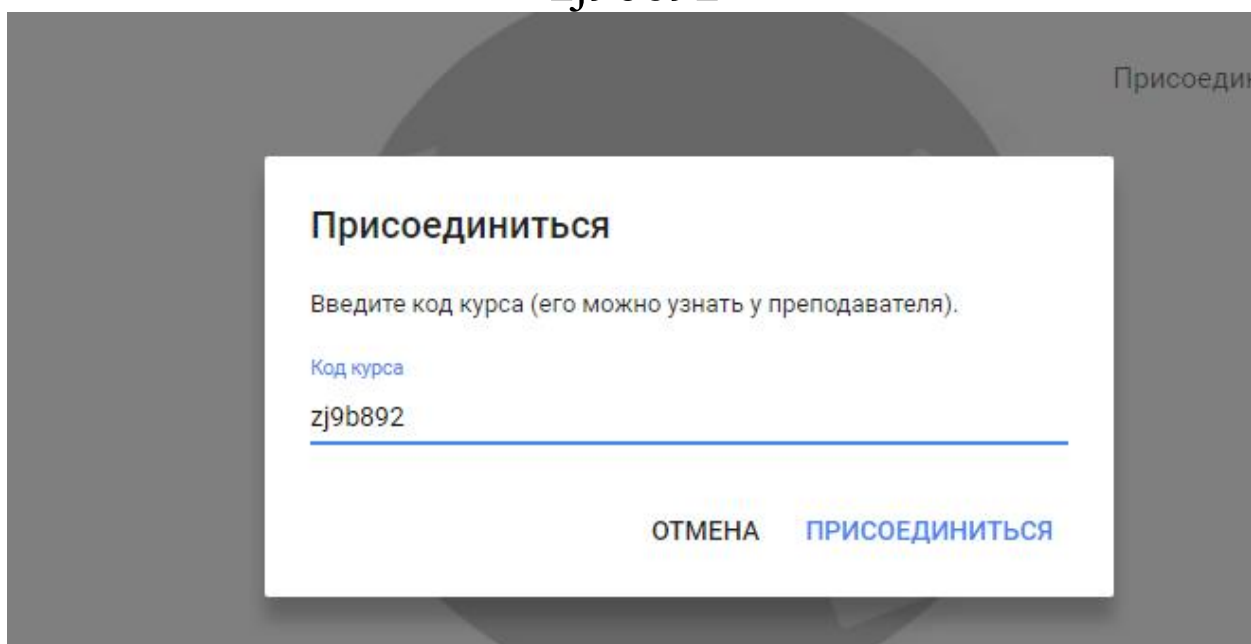 Присоединиться
Введите код курса (его можно узнать у преподавателя).
Код курса
zj9b892
ОТМЕНА ПРИСОЕДИНИТЬСЯ